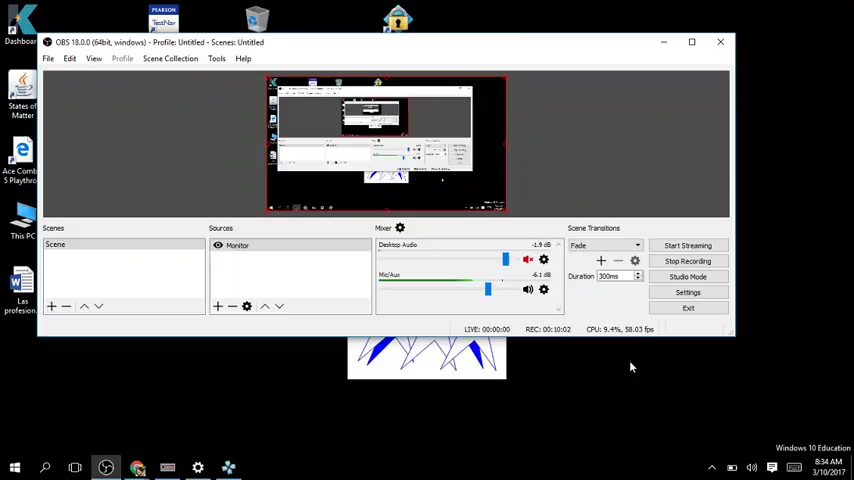 PEARSON
TestNav
Dashboard
OBS 18.0.0 (64bit, windows) - Profile: Untitled - Scenes: Untitled
File Edit View Profile Scene Collection Tools Help
States of
Matter
Ace Comb
5 Playthro
This PC
Las
profesion..
Scenes Sources Mixer Scene Transitions
Scene
Monitor
Desktop Audio -1.9 dB
Mic/Aux -6.1 dB
Fade
Duration 300ms
Start Streaming
Stop Recording
Studio Mode
Settings
Exit
LIVE: 00:00:00 REC: 00:10:02 CPU: 9.4%, 58.03 fps
Windows 10 Education
8:34 AM
3/10/2017